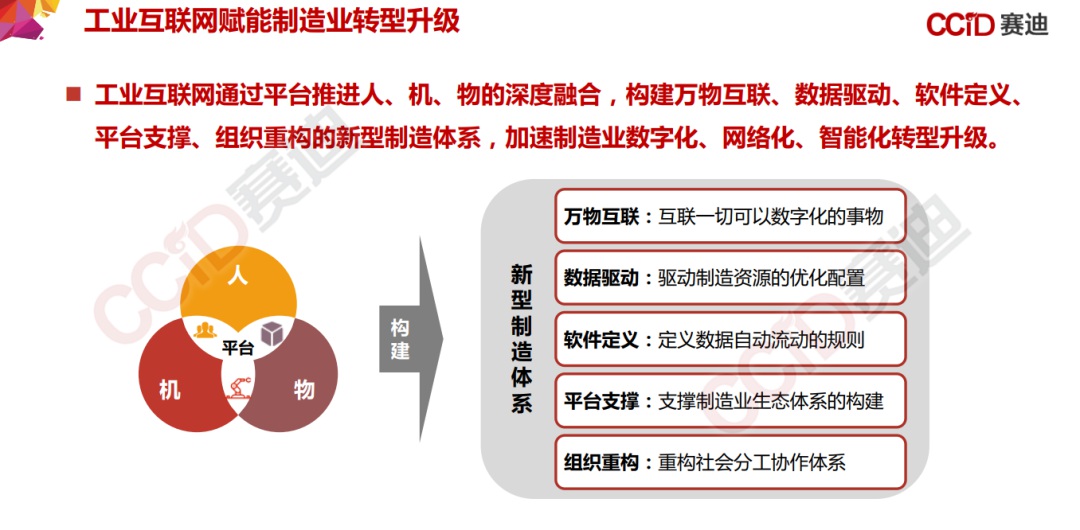 工业互联网赋能制造业转型升级
CCiD 赛迪
工业互联网通过平台推进人、机、物的深度融合，构建万物互联、数据驱动、软件定义、
平台支撑、组织重构的新型制造体系，加速制造业数字化、网络化、智能化转型升级。
人
平台
机
物
构建
新型制造体系
万物互联：互联一切可以数字化的事物
数据驱动：驱动制造资源的优化配置
软件定义：定义数据自动流动的规则
平台支撑：支撑制造业生态体系的构建
组织重构：重构社会分工协作体系
CCiD赛迪
CCiD赛迪